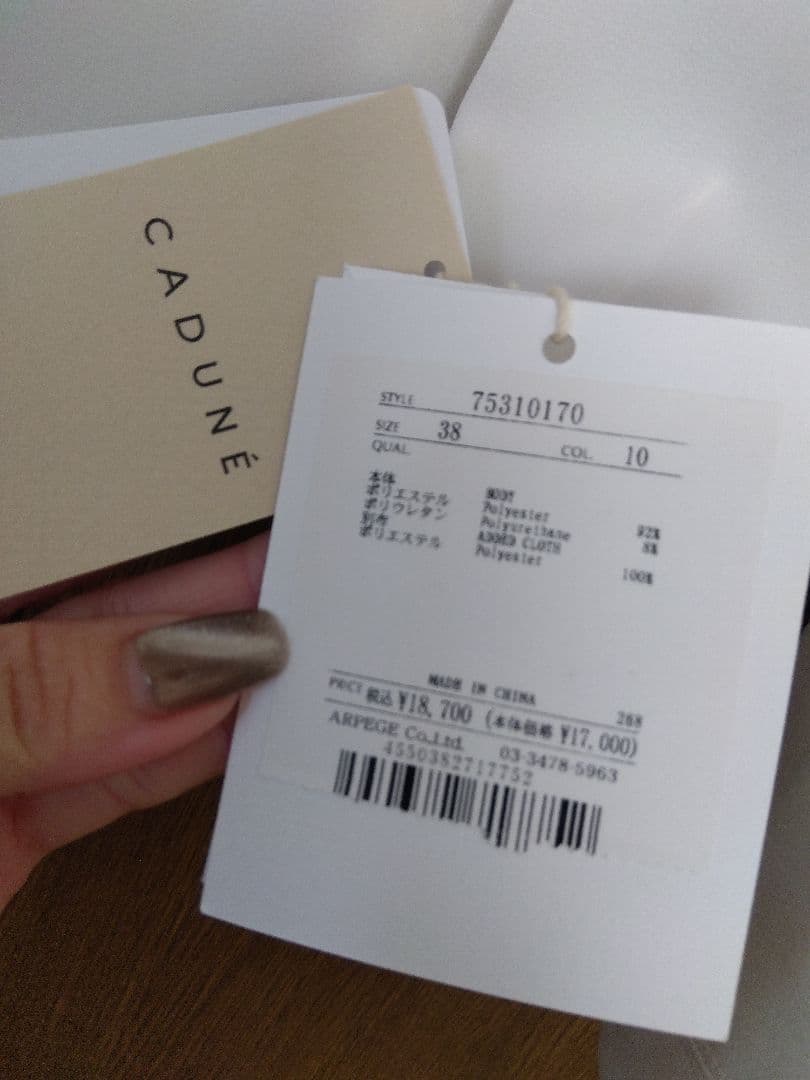 CADUNÉ
STYLE 75310170
SIZE 38 COL. 10
QUAL.
本体 BODY
ポリエステル Polyester 92%
ポリウレタン Polyurethane 8%
別布 ADDED CLOTH
ポリエステル Polyester 100%
MADE IN CHINA 268
PRICE 税込 ¥18,700 (本体価格 ¥17,000)
ARPEGE Co.,Ltd. 03-3478-5963
4550382717752